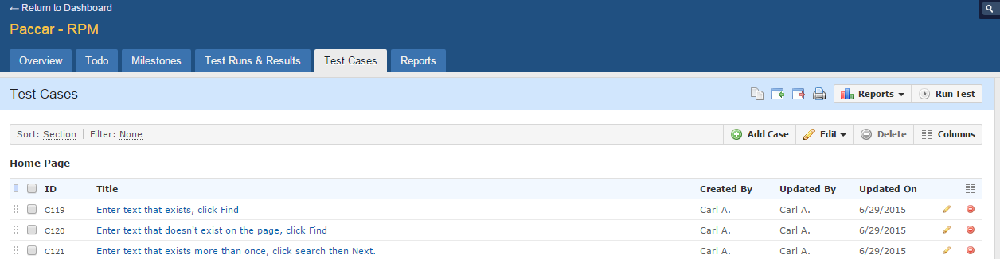 ← Return to Dashboard
Paccar - RPM
Overview Todo Milestones Test Runs & Results Test Cases Reports
Test Cases Reports Run Test
Sort: Section Filter: None Add Case Edit Delete Columns
Home Page
ID Title Created By Updated By Updated On
C119 Enter text that exists, click Find Carl A. Carl A. 6/29/2015
C120 Enter text that doesn't exist on the page, click Find Carl A. Carl A. 6/29/2015
C121 Enter text that exists more than once, click search then Next. Carl A. Carl A. 6/29/2015